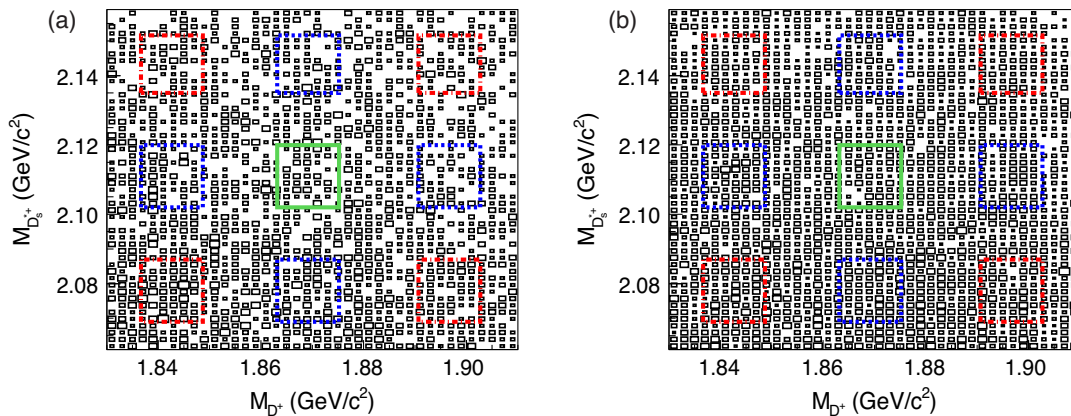 (a)
2.14
2.12
2.10
2.08
M_{D_s^{*+}} (GeV/c²)
1.84 1.86 1.88 1.90
M_{D⁺} (GeV/c²)
(b)
2.14
2.12
2.10
2.08
M_{D_s^{*+}} (GeV/c²)
1.84 1.86 1.88 1.90
M_{D⁺} (GeV/c²)